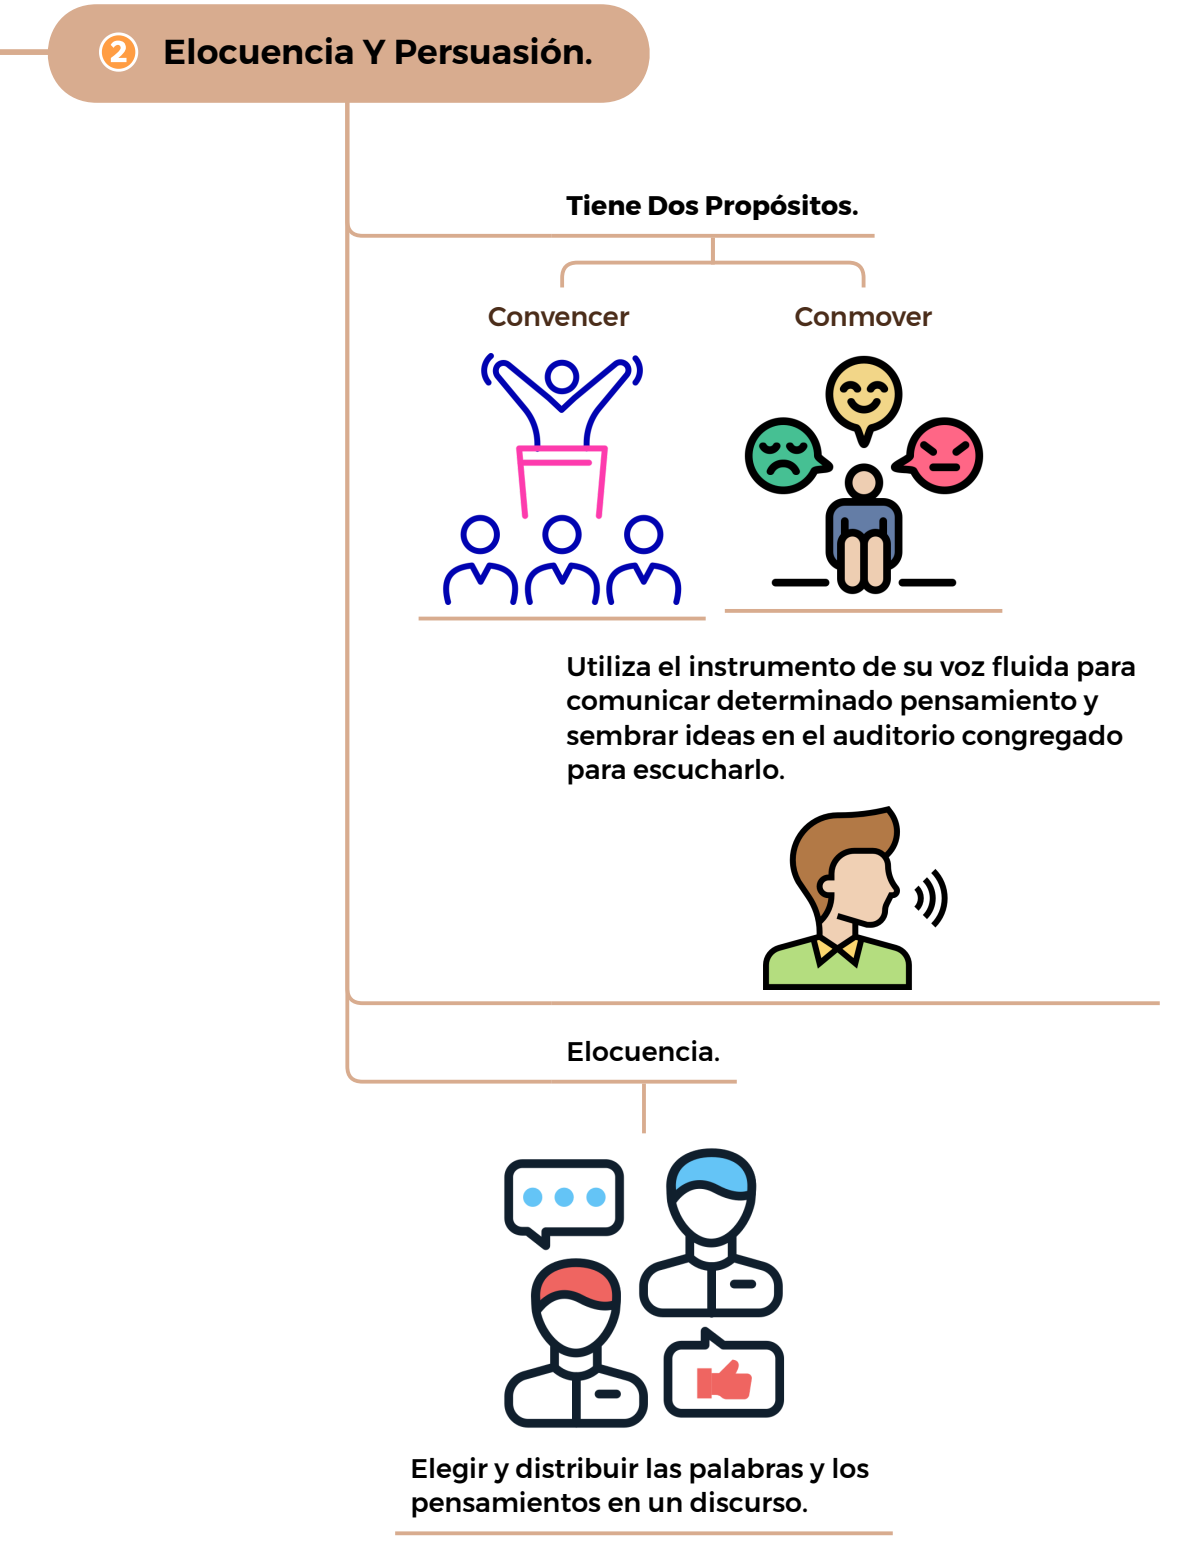 2 Elocuencia Y Persuasión.
Tiene Dos Propósitos.
Convencer
Conmover
Utiliza el instrumento de su voz fluida para
comunicar determinado pensamiento y
sembrar ideas en el auditorio congregado
para escucharlo.
Elocuencia.
Elegir y distribuir las palabras y los
pensamientos en un discurso.